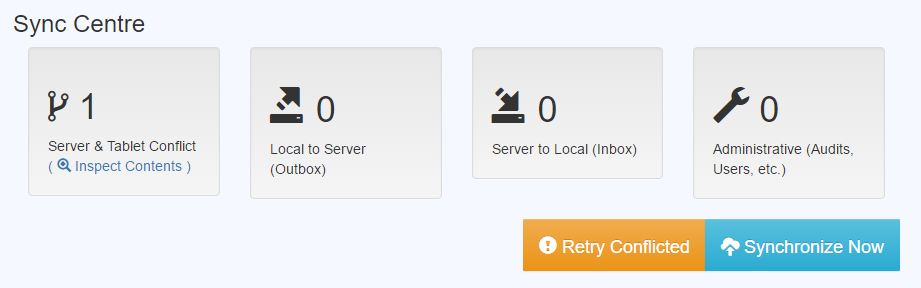 Sync Centre
1
Server & Tablet Conflict
( Inspect Contents )
0
Local to Server
(Outbox)
0
Server to Local (Inbox)
0
Administrative (Audits,
Users, etc.)
Retry Conflicted
Synchronize Now